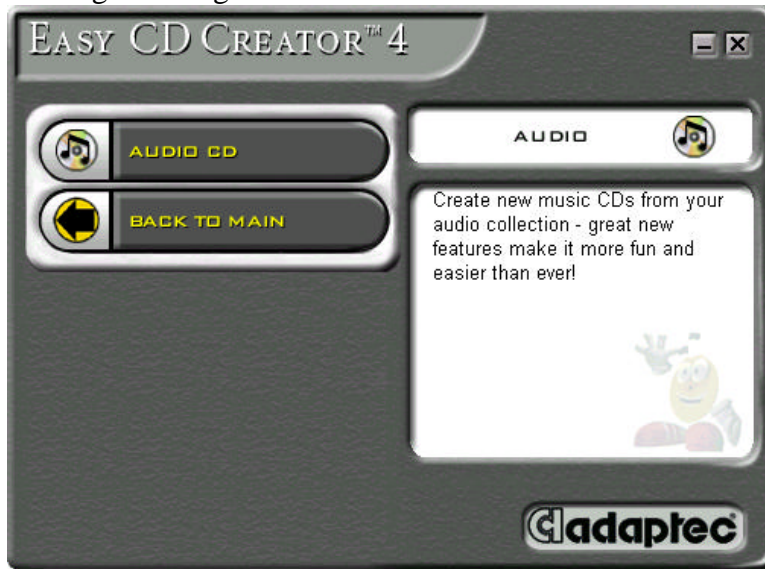 EASY CD CREATOR™ 4
AUDIO CD
BACK TO MAIN
AUDIO
Create new music CDs from your
audio collection - great new
features make it more fun and
easier than ever!
adaptec